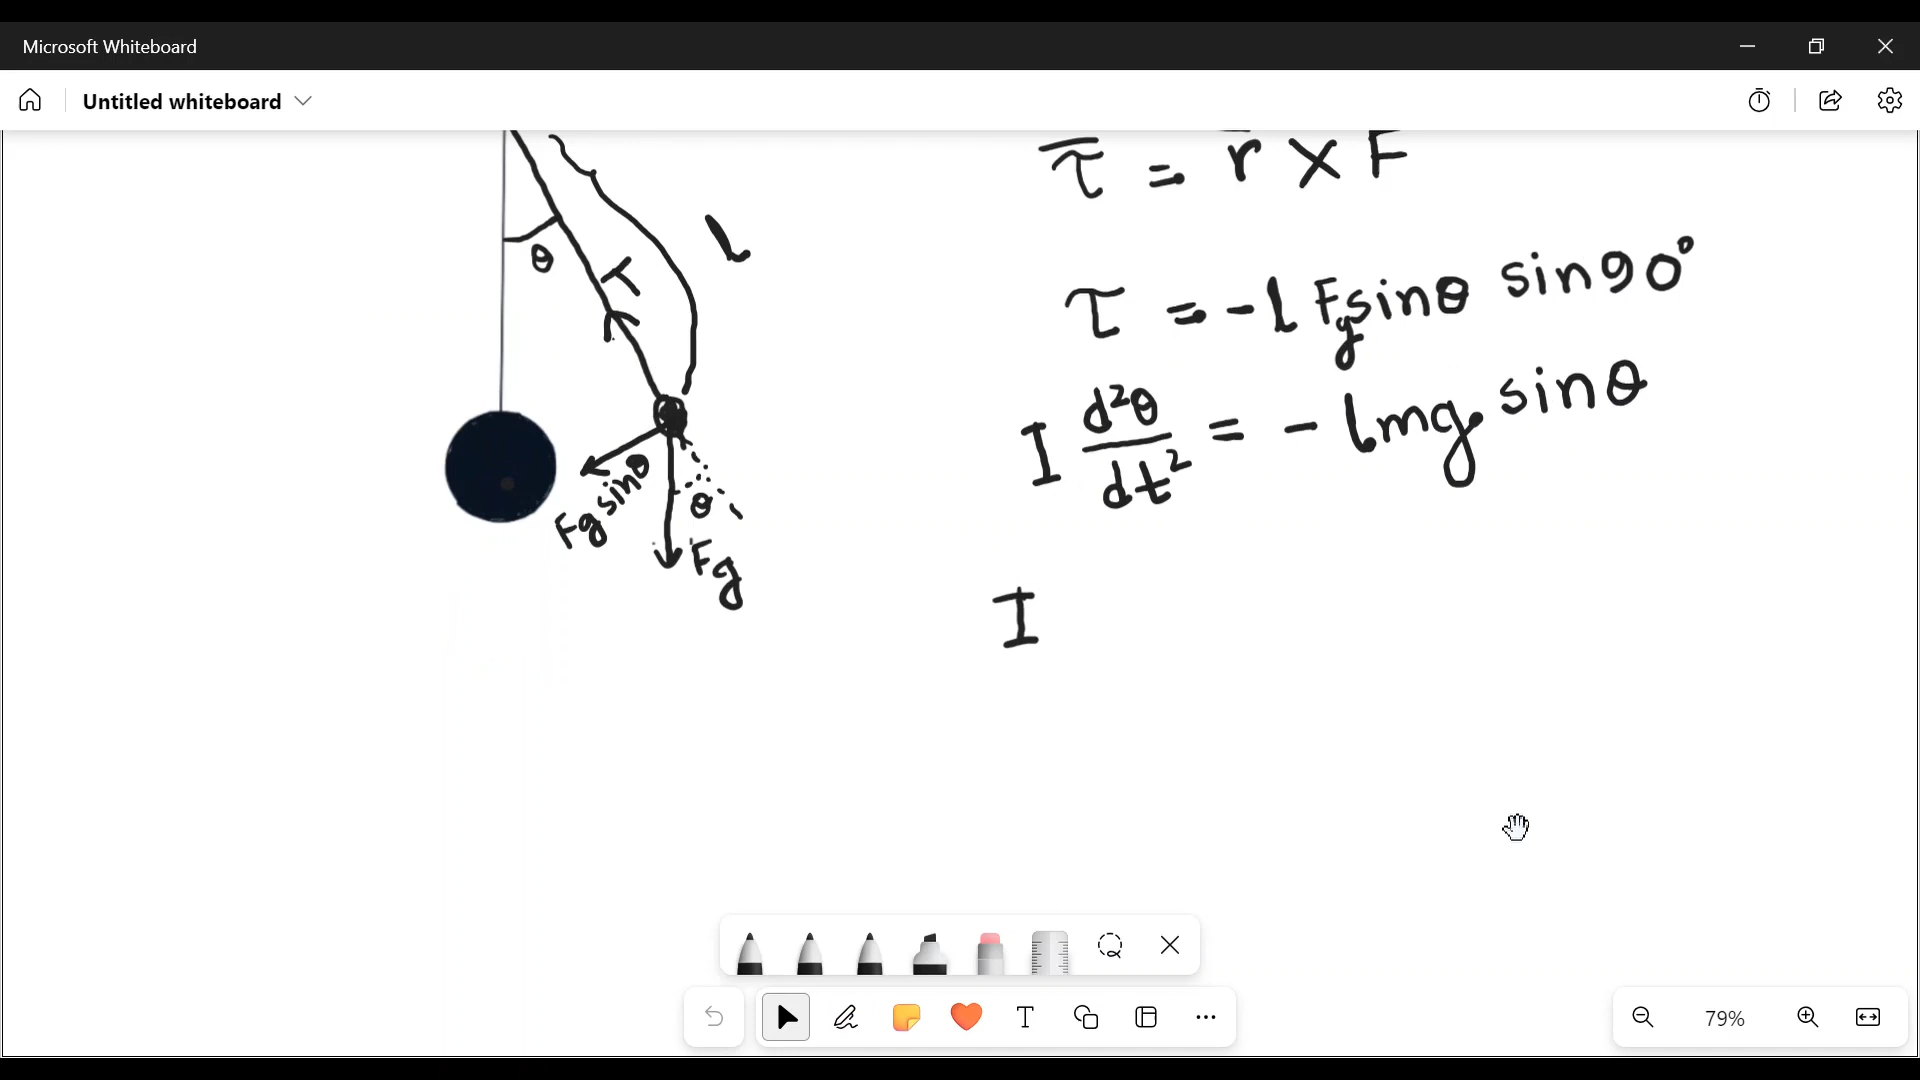 Microsoft Whiteboard
Untitled whiteboard
τ̅ = r̅ × F
θ
T
l
τ = -l Fg sinθ sin90°
I d²θ/dt² = - lmg sinθ
Fg sinθ
θ
Fg
I
T
79%